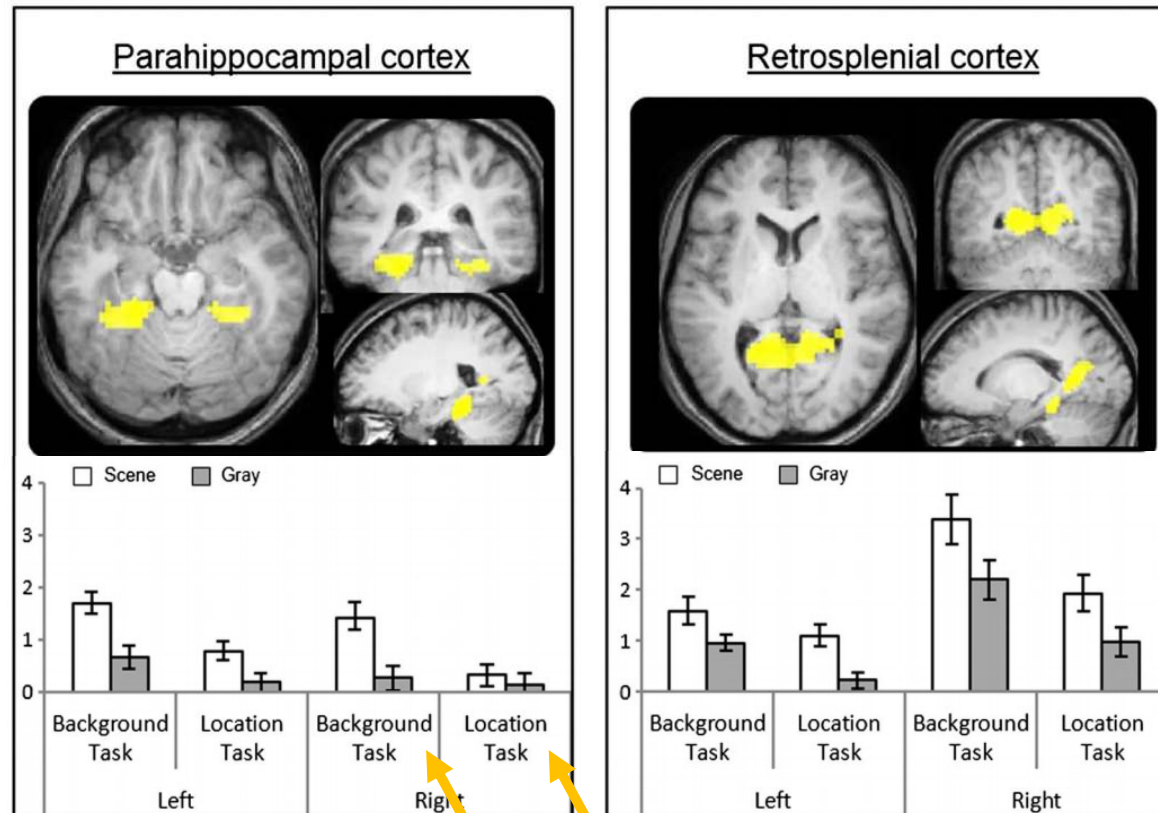 Parahippocampal cortex
Scene Gray
4
3
2
1
0
Background Task Location Task Background Task Location Task
Left Right
Retrosplenial cortex
Scene Gray
4
3
2
1
0
Background Task Location Task Background Task Location Task
Left Right